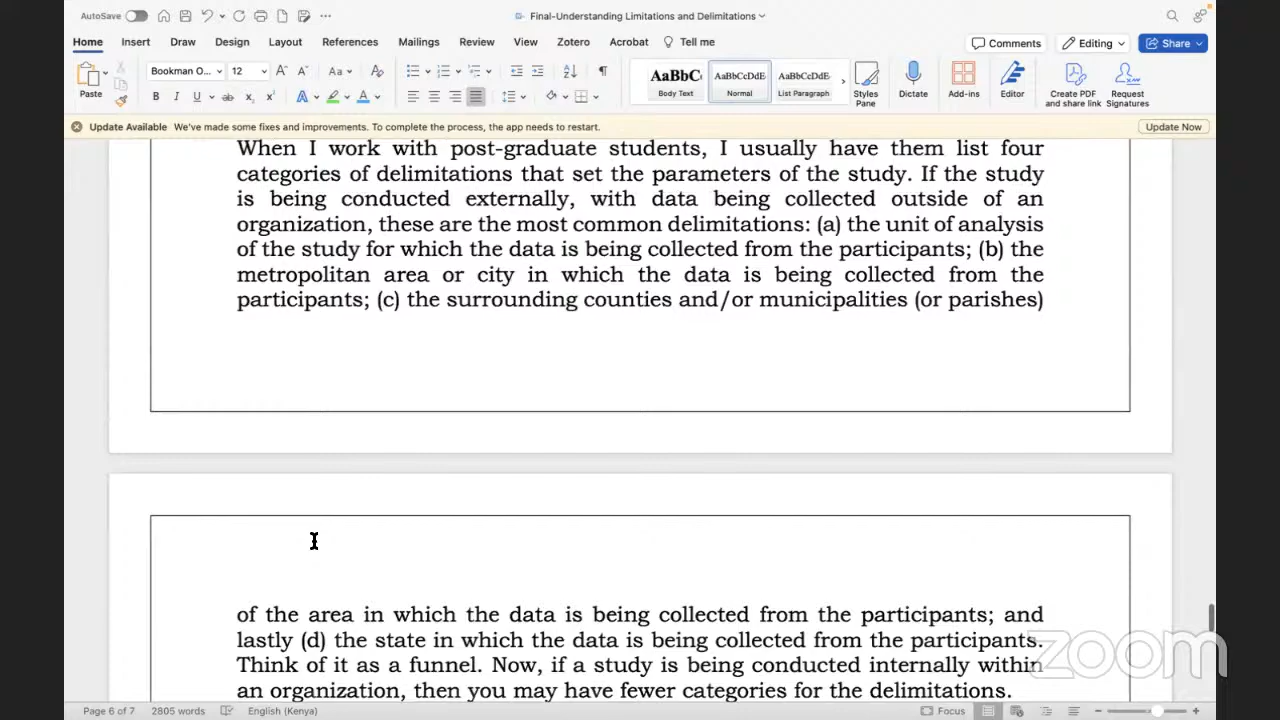 AutoSave
Final-Understanding Limitations and Delimitations
Home Insert Draw Design Layout References Mailings Review View Zotero Acrobat Tell me
Comments Editing Share
Paste
Bookman O... 12
Aa
B I U ab x x A A
AaBbC AaBbCcDdE AaBbCcDdE
Body Text Normal List Paragraph
Styles Pane
Dictate
Add-ins
Editor
Create PDF and share link
Request Signatures
Update Available We've made some fixes and improvements. To complete the process, the app needs to restart. Update Now
When I work with post-graduate students, I usually have them list four
categories of delimitations that set the parameters of the study. If the study
is being conducted externally, with data being collected outside of an
organization, these are the most common delimitations: (a) the unit of analysis
of the study for which the data is being collected from the participants; (b) the
metropolitan area or city in which the data is being collected from the
participants; (c) the surrounding counties and/or municipalities (or parishes)
of the area in which the data is being collected from the participants; and
lastly (d) the state in which the data is being collected from the participants.
Think of it as a funnel. Now, if a study is being conducted internally within
an organization, then you may have fewer categories for the delimitations.
zoom
Page 6 of 7 2805 words English (Kenya) Focus